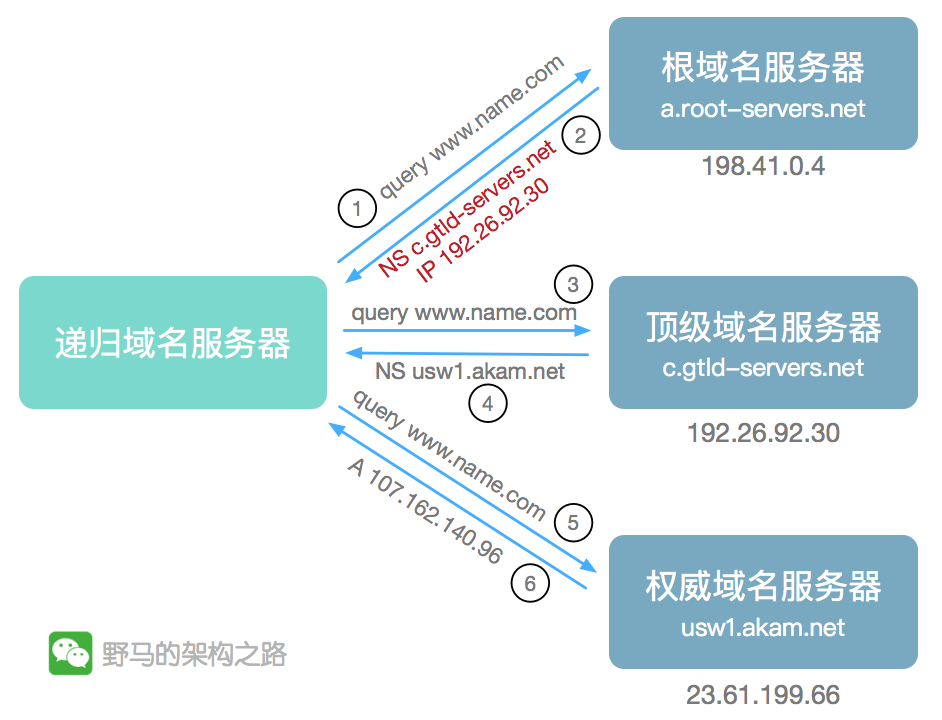 根域名服务器
a.root-servers.net
198.41.0.4
1
query www.name.com
2
NS c.gtld-servers.net
IP 192.26.92.30
递归域名服务器
3
query www.name.com
NS usw1.akam.net
4
顶级域名服务器
c.gtld-servers.net
192.26.92.30
query www.name.com
5
A 107.162.140.96
6
权威域名服务器
usw1.akam.net
23.61.199.66
野马的架构之路